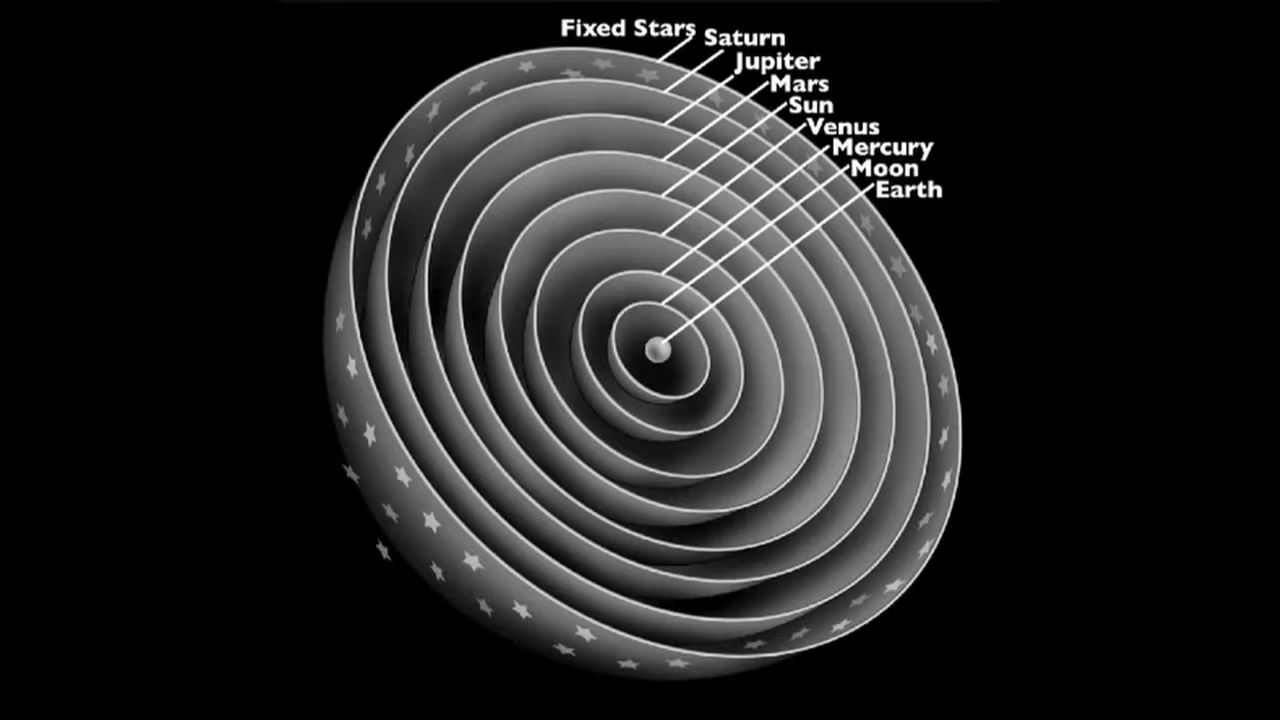 Fixed Stars
Saturn
Jupiter
Mars
Sun
Venus
Mercury
Moon
Earth